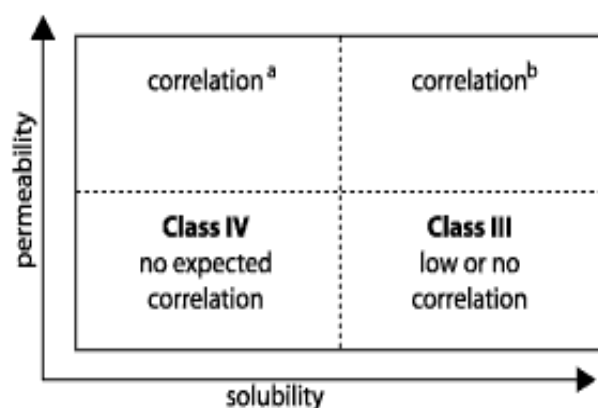 permeability
correlation a
correlation b
Class IV
no expected
correlation
Class III
low or no
correlation
solubility